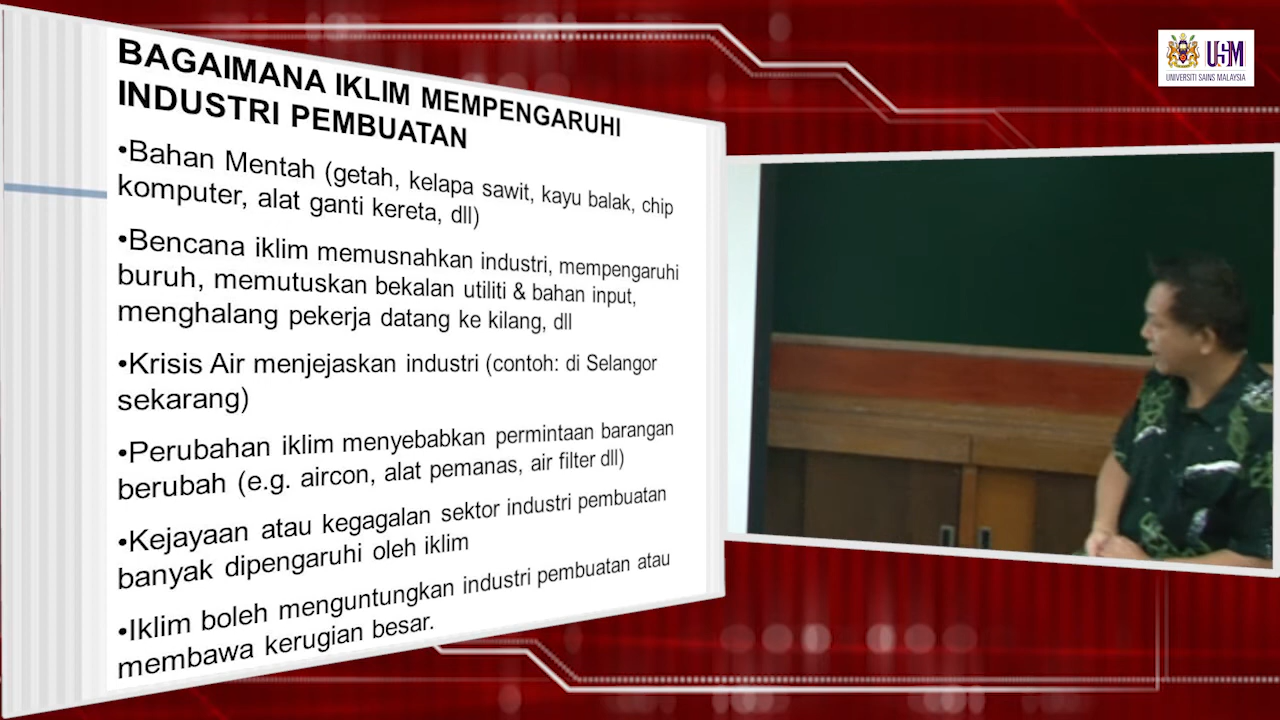 BAGAIMANA IKLIM MEMPENGARUHI
INDUSTRI PEMBUATAN
•Bahan Mentah (getah, kelapa sawit, kayu balak, chip
komputer, alat ganti kereta, dll)
•Bencana iklim memusnahkan industri, mempengaruhi
buruh, memutuskan bekalan utiliti & bahan input,
menghalang pekerja datang ke kilang, dll
•Krisis Air menjejaskan industri (contoh: di Selangor
sekarang)
•Perubahan iklim menyebabkan permintaan barangan
berubah (e.g. aircon, alat pemanas, air filter dll)
•Kejayaan atau kegagalan sektor industri pembuatan
banyak dipengaruhi oleh iklim
•Iklim boleh menguntungkan industri pembuatan atau
membawa kerugian besar.
USM
UNIVERSITI SAINS MALAYSIA